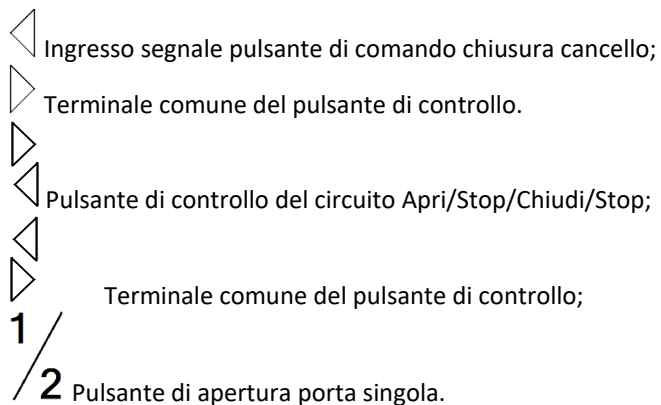 Ingresso segnale pulsante di comando chiusura cancello;
Terminale comune del pulsante di controllo.
Pulsante di controllo del circuito Apri/Stop/Chiudi/Stop;
Terminale comune del pulsante di controllo;
1/2 Pulsante di apertura porta singola.